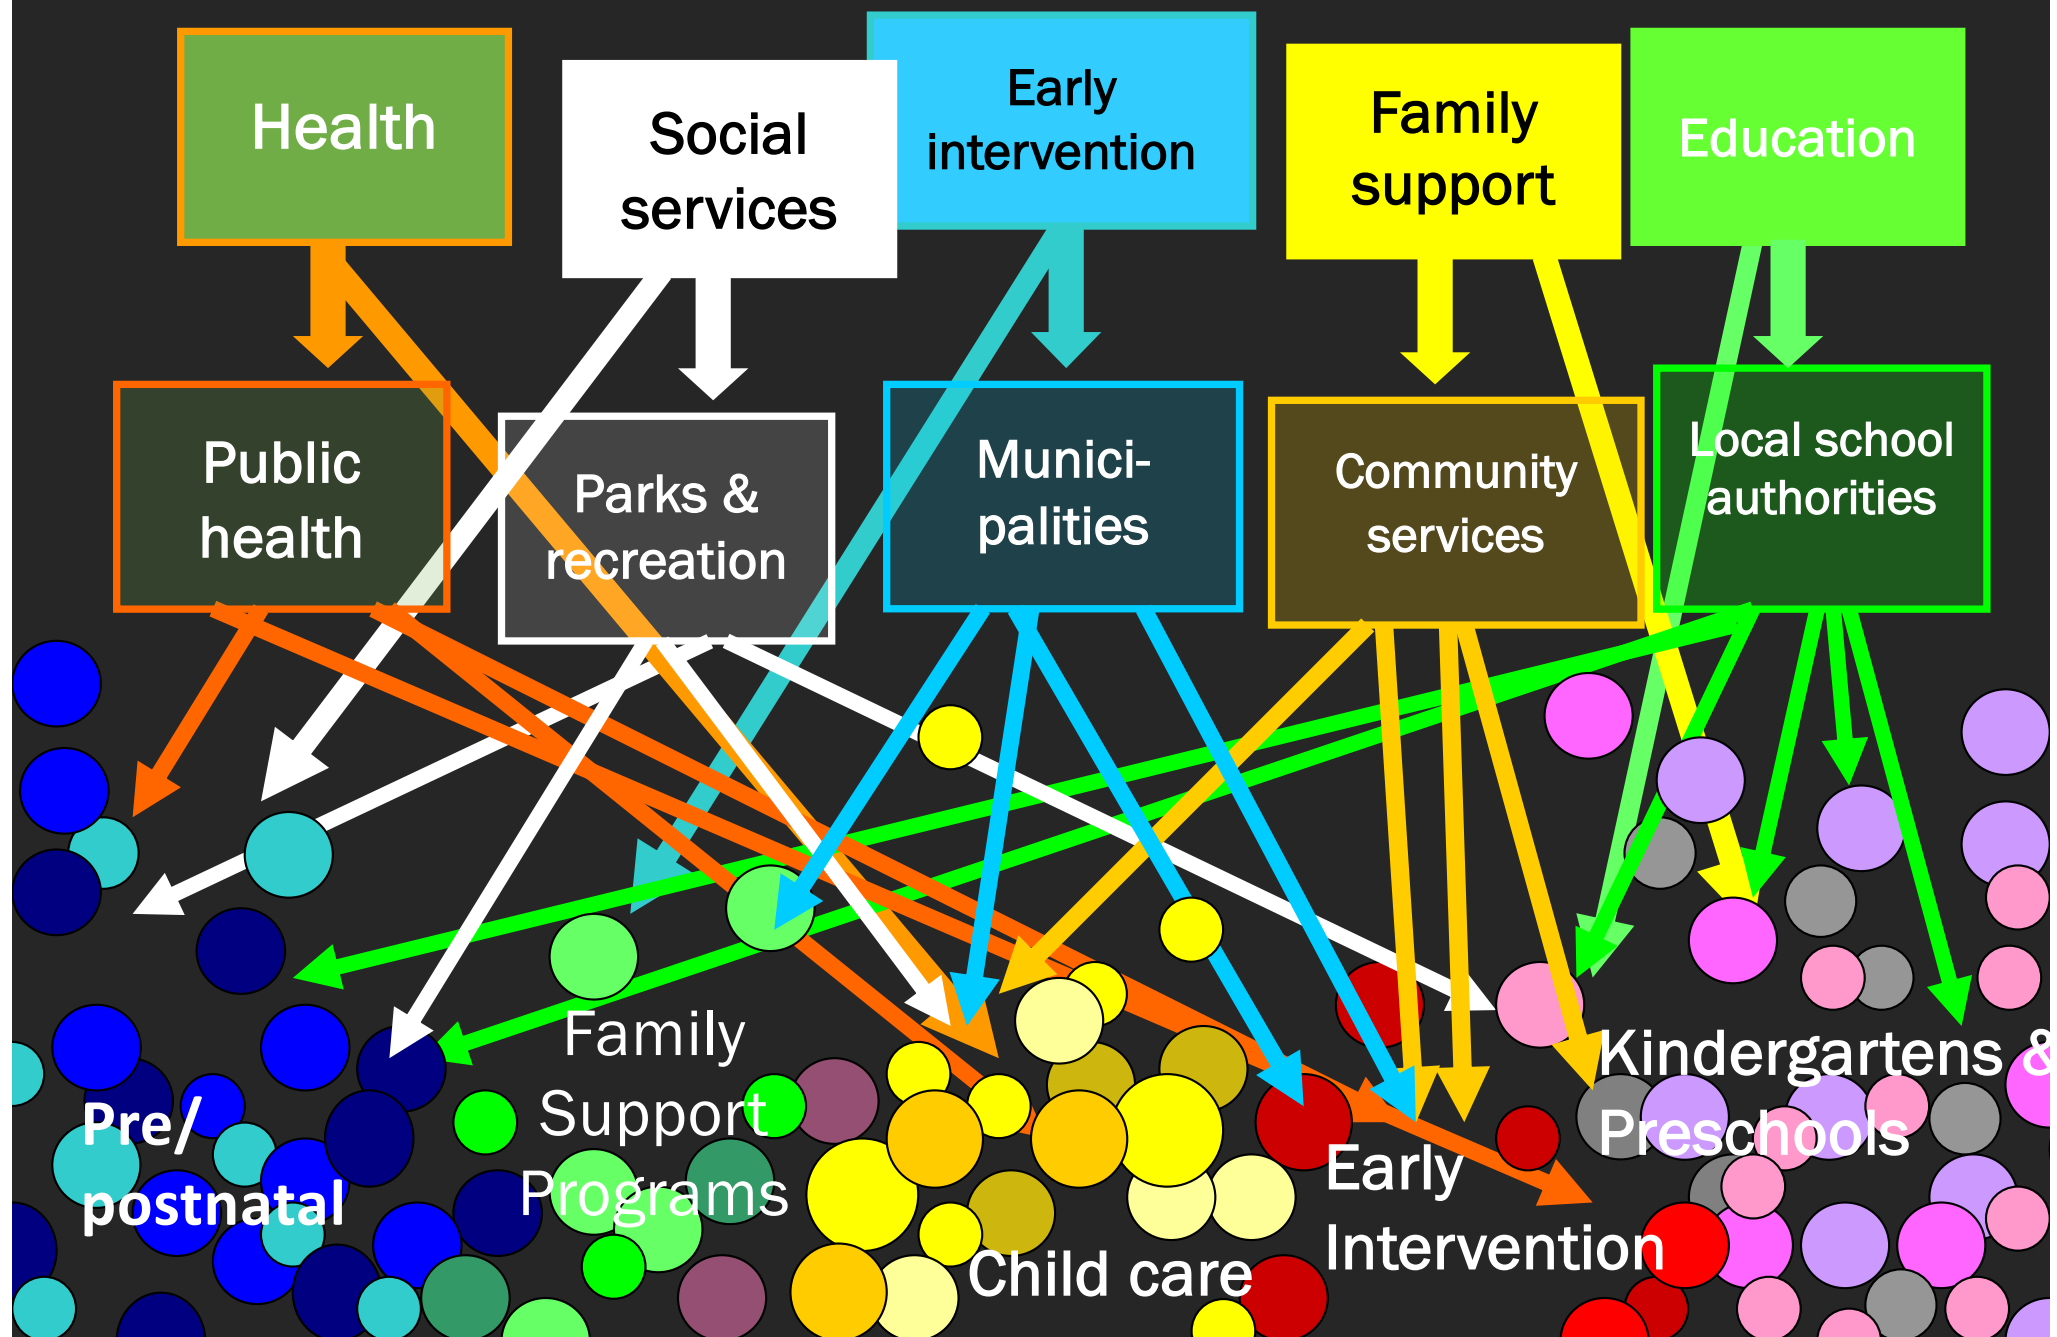 Health
Social
services
Early
intervention
Family
support
Education
Public
health
Parks &
recreation
Munici-
palities
Community
services
Local school
authorities
Pre/
postnatal
Family
Support
Programs
Child care
Early
Intervention
Kindergartens &
Preschools